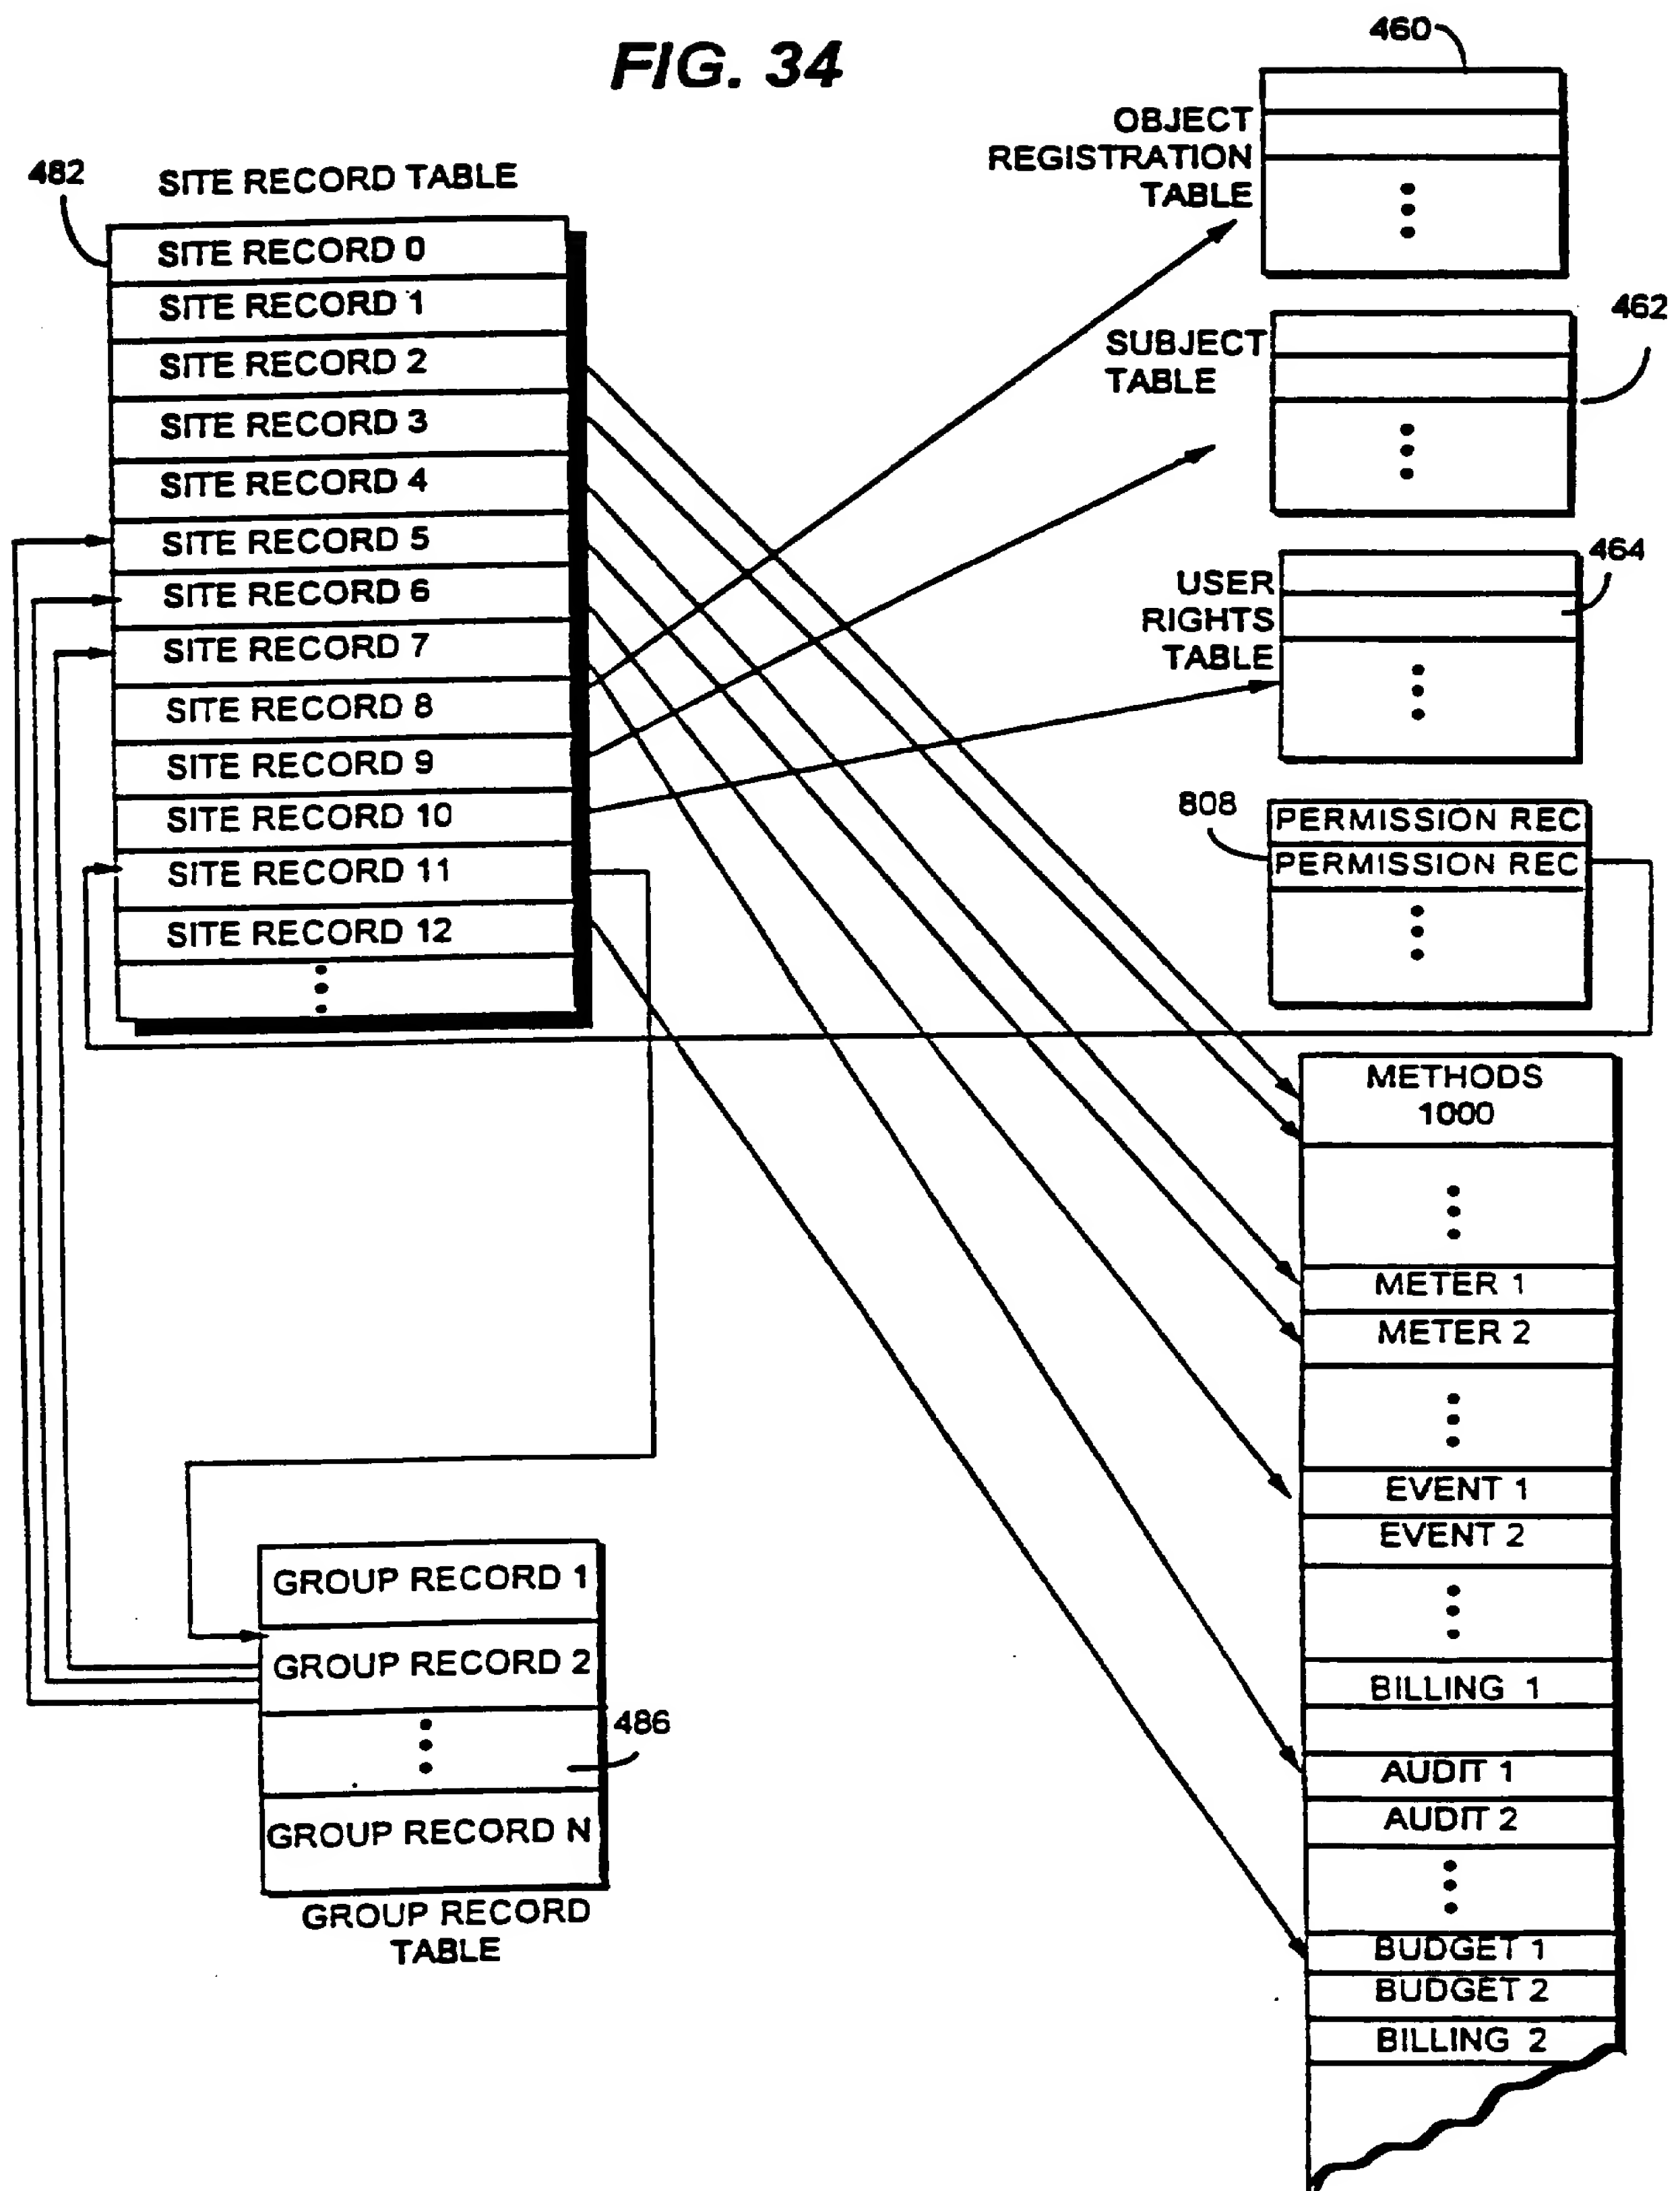 FIG. 34
482
SITE RECORD TABLE
SITE RECORD 0
SITE RECORD 1
SITE RECORD 2
SITE RECORD 3
SITE RECORD 4
SITE RECORD 5
SITE RECORD 6
SITE RECORD 7
SITE RECORD 8
SITE RECORD 9
SITE RECORD 10
SITE RECORD 11
SITE RECORD 12
460
OBJECT
REGISTRATION
TABLE
462
SUBJECT
TABLE
464
USER
RIGHTS
TABLE
808
PERMISSION REC
PERMISSION REC
METHODS
1000
METER 1
METER 2
EVENT 1
EVENT 2
BILLING 1
AUDIT 1
AUDIT 2
BUDGET 1
BUDGET 2
BILLING 2
GROUP RECORD 1
GROUP RECORD 2
486
GROUP RECORD N
GROUP RECORD
TABLE